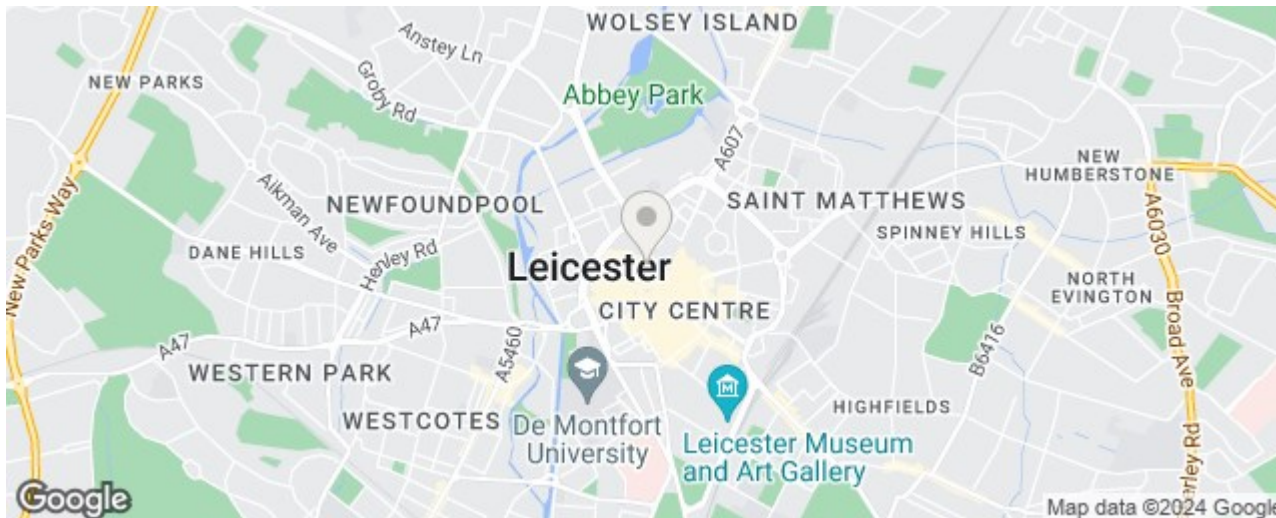 WOLSEY ISLAND
Anstey Ln
NEW PARKS
Groby Rd
Abbey Park
A607
NEW
HUMBERSTONE
Aikman Ave
NEWFOUNDPOOL
SAINT MATTHEWS
A6030
New Parks Way
DANE HILLS
Henley Rd
SPINNEY HILLS
Leicester
NORTH
EVINGTON
CITY CENTRE
A47
A47
A5460
B6416
Broad Ave
WESTERN PARK
WESTCOTES
De Montfort
University
HIGHFIELDS
M
Leicester Museum
and Art Gallery
erley Rd
Google
Map data ©2024 Google